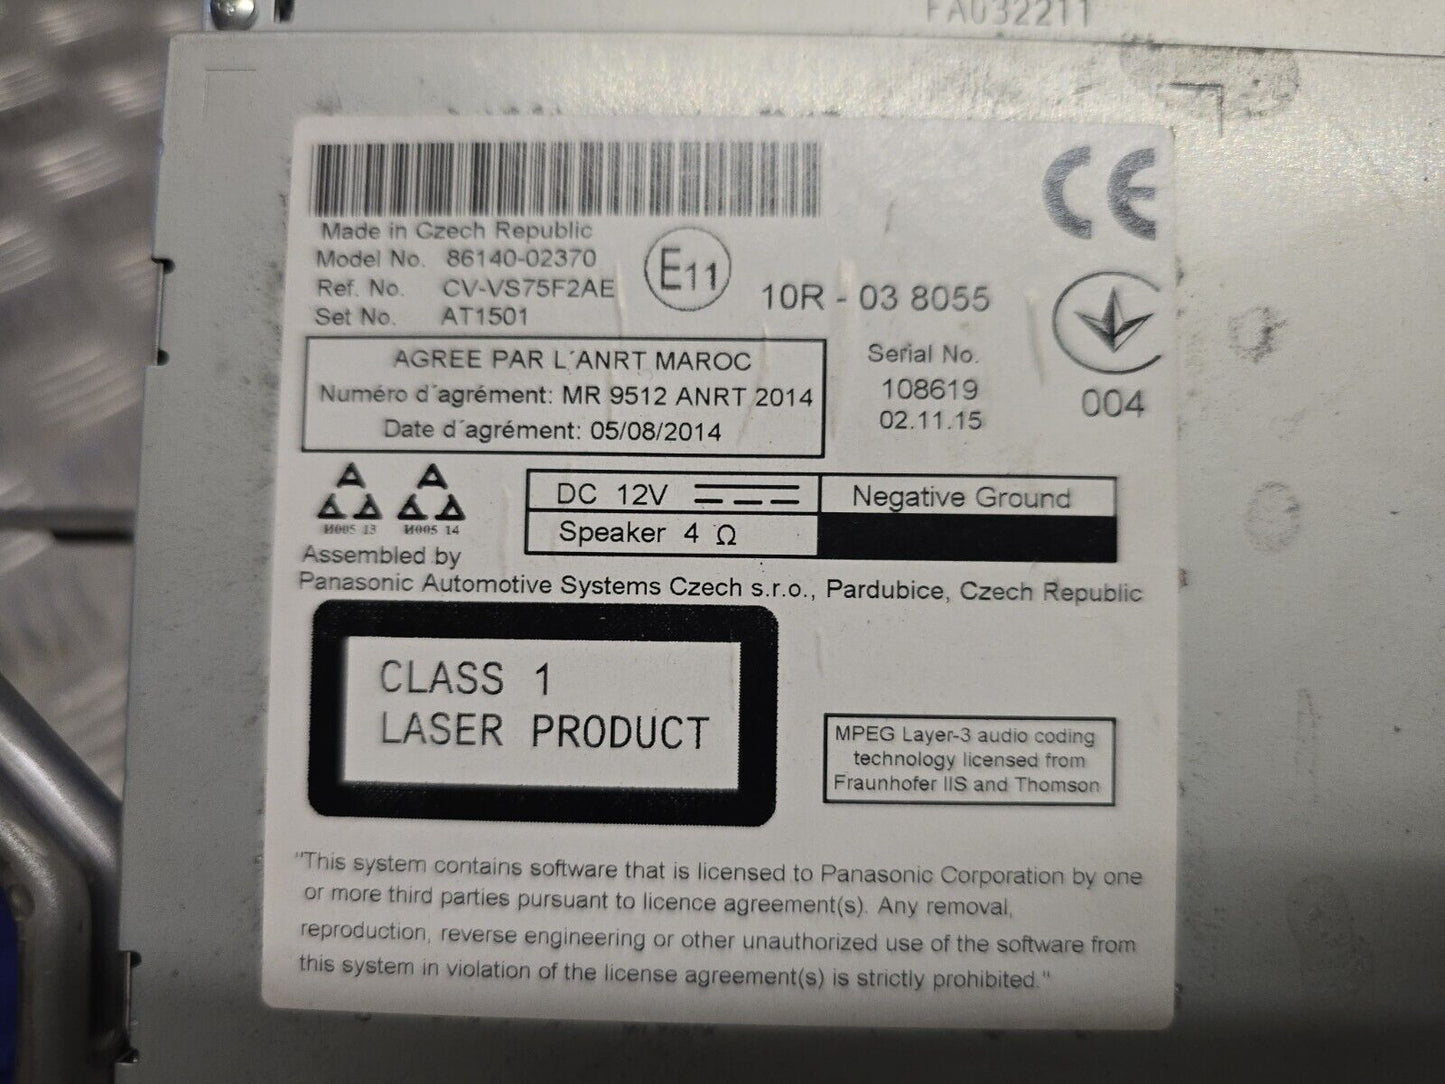 FA032211
CE
Made in Czech Republic
Model No. 86140-02370
Ref. No. CV-VS75F2AE
Set No. AT1501
E11
10R - 03 8055
AGREE PAR L´ANRT MAROC
Numéro d´agrément: MR 9512 ANRT 2014
Date d´agrément: 05/08/2014
Serial No.
108619
02.11.15
004
И005 13 И005 14
DC 12V
Negative Ground
Speaker 4 Ω
Assembled by
Panasonic Automotive Systems Czech s.r.o., Pardubice, Czech Republic
CLASS 1
LASER PRODUCT
MPEG Layer-3 audio coding
technology licensed from
Fraunhofer IIS and Thomson
"This system contains software that is licensed to Panasonic Corporation by one
or more third parties pursuant to licence agreement(s). Any removal,
reproduction, reverse engineering or other unauthorized use of the software from
this system in violation of the license agreement(s) is strictly prohibited."